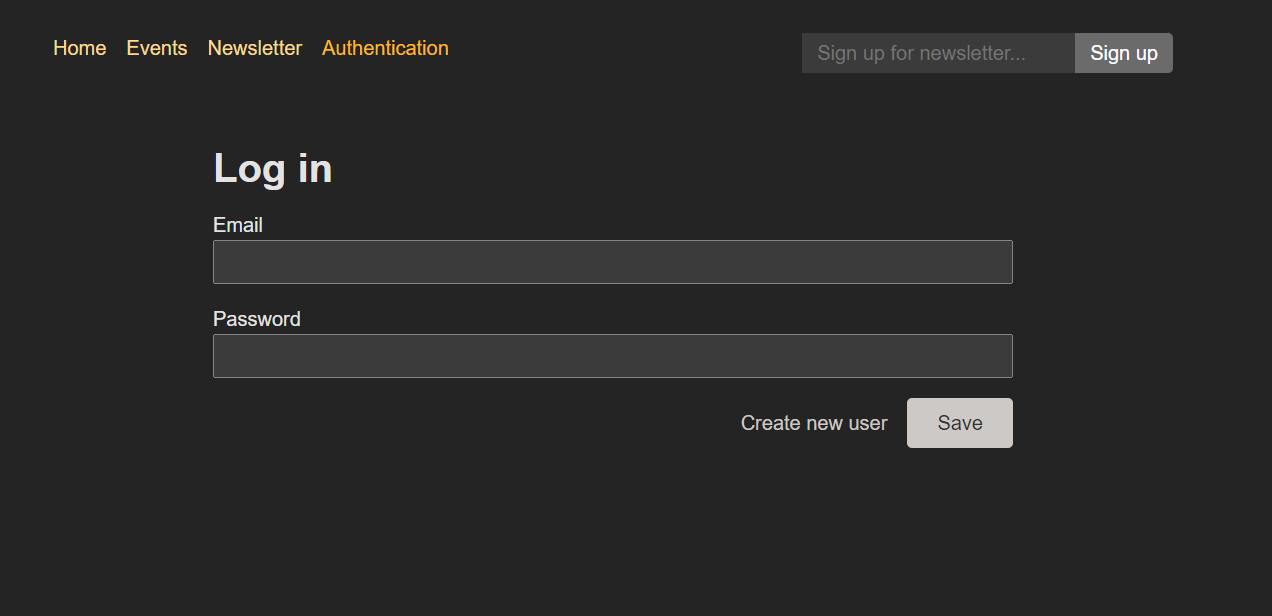 Home Events Newsletter Authentication
Sign up for newsletter... Sign up
Log in
Email
Password
Create new user Save